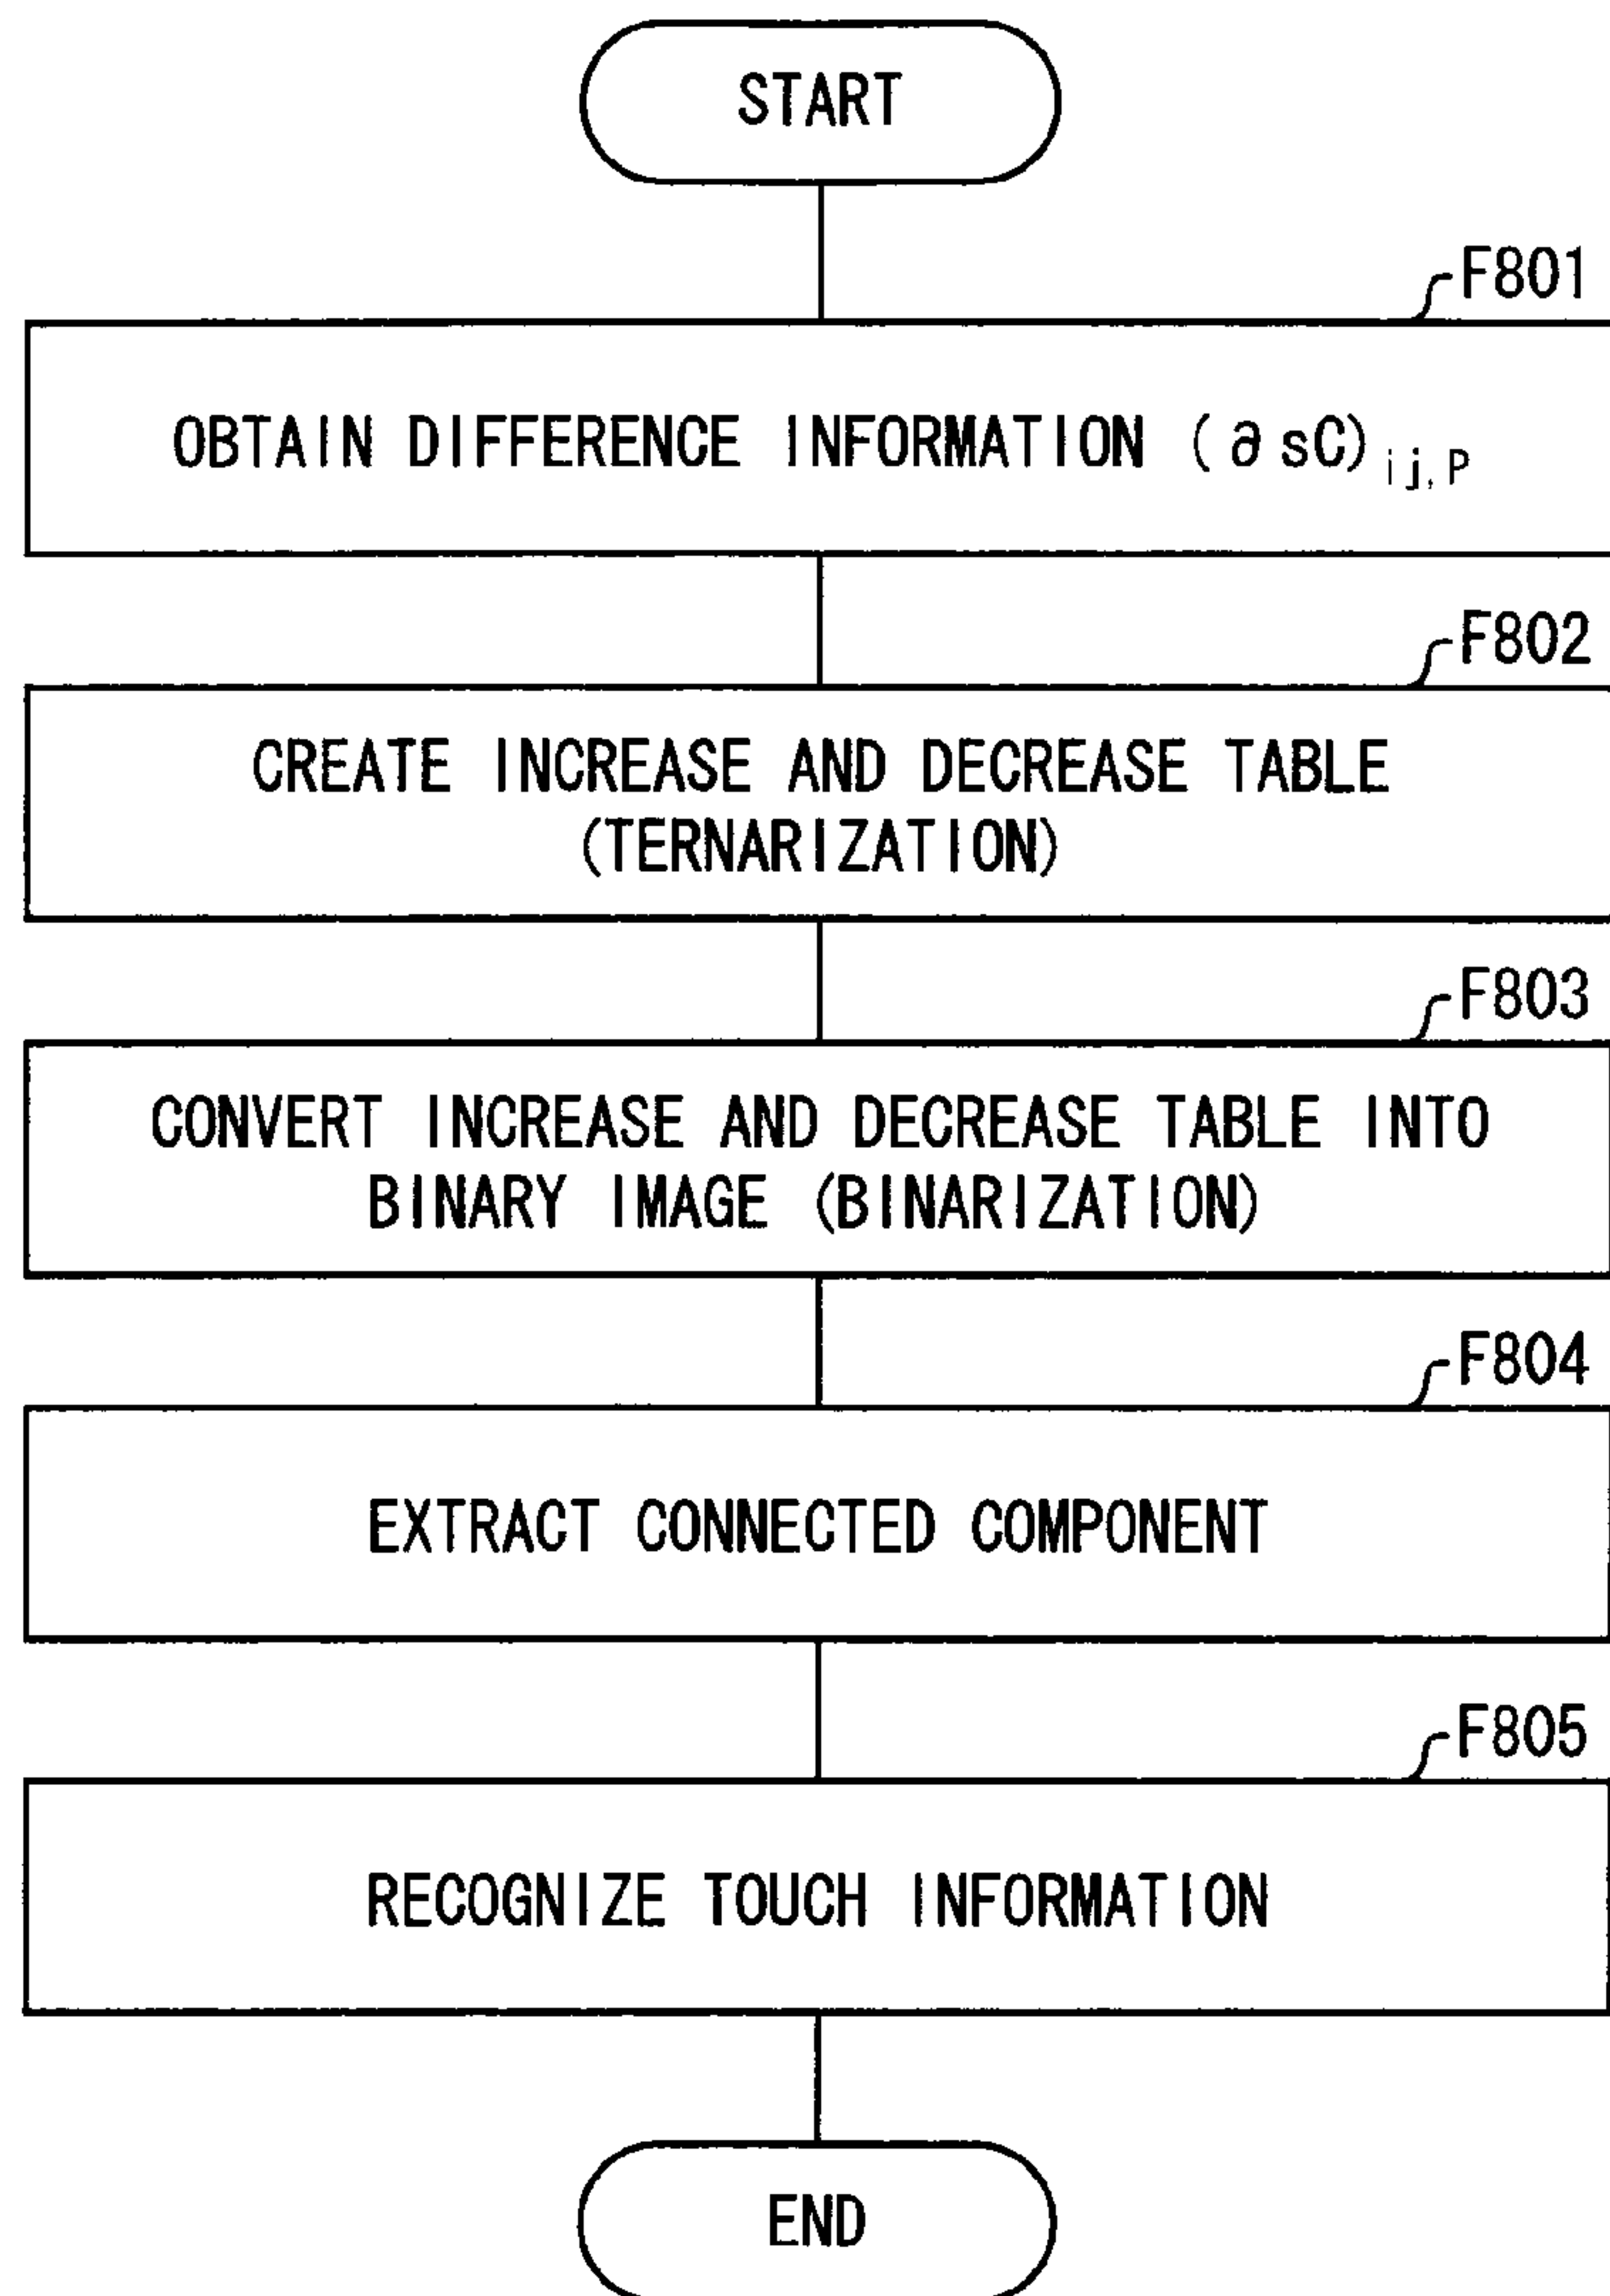 START
F801
OBTAIN DIFFERENCE INFORMATION (∂sC)ij,P
F802
CREATE INCREASE AND DECREASE TABLE
(TERNARIZATION)
F803
CONVERT INCREASE AND DECREASE TABLE INTO
BINARY IMAGE (BINARIZATION)
F804
EXTRACT CONNECTED COMPONENT
F805
RECOGNIZE TOUCH INFORMATION
END